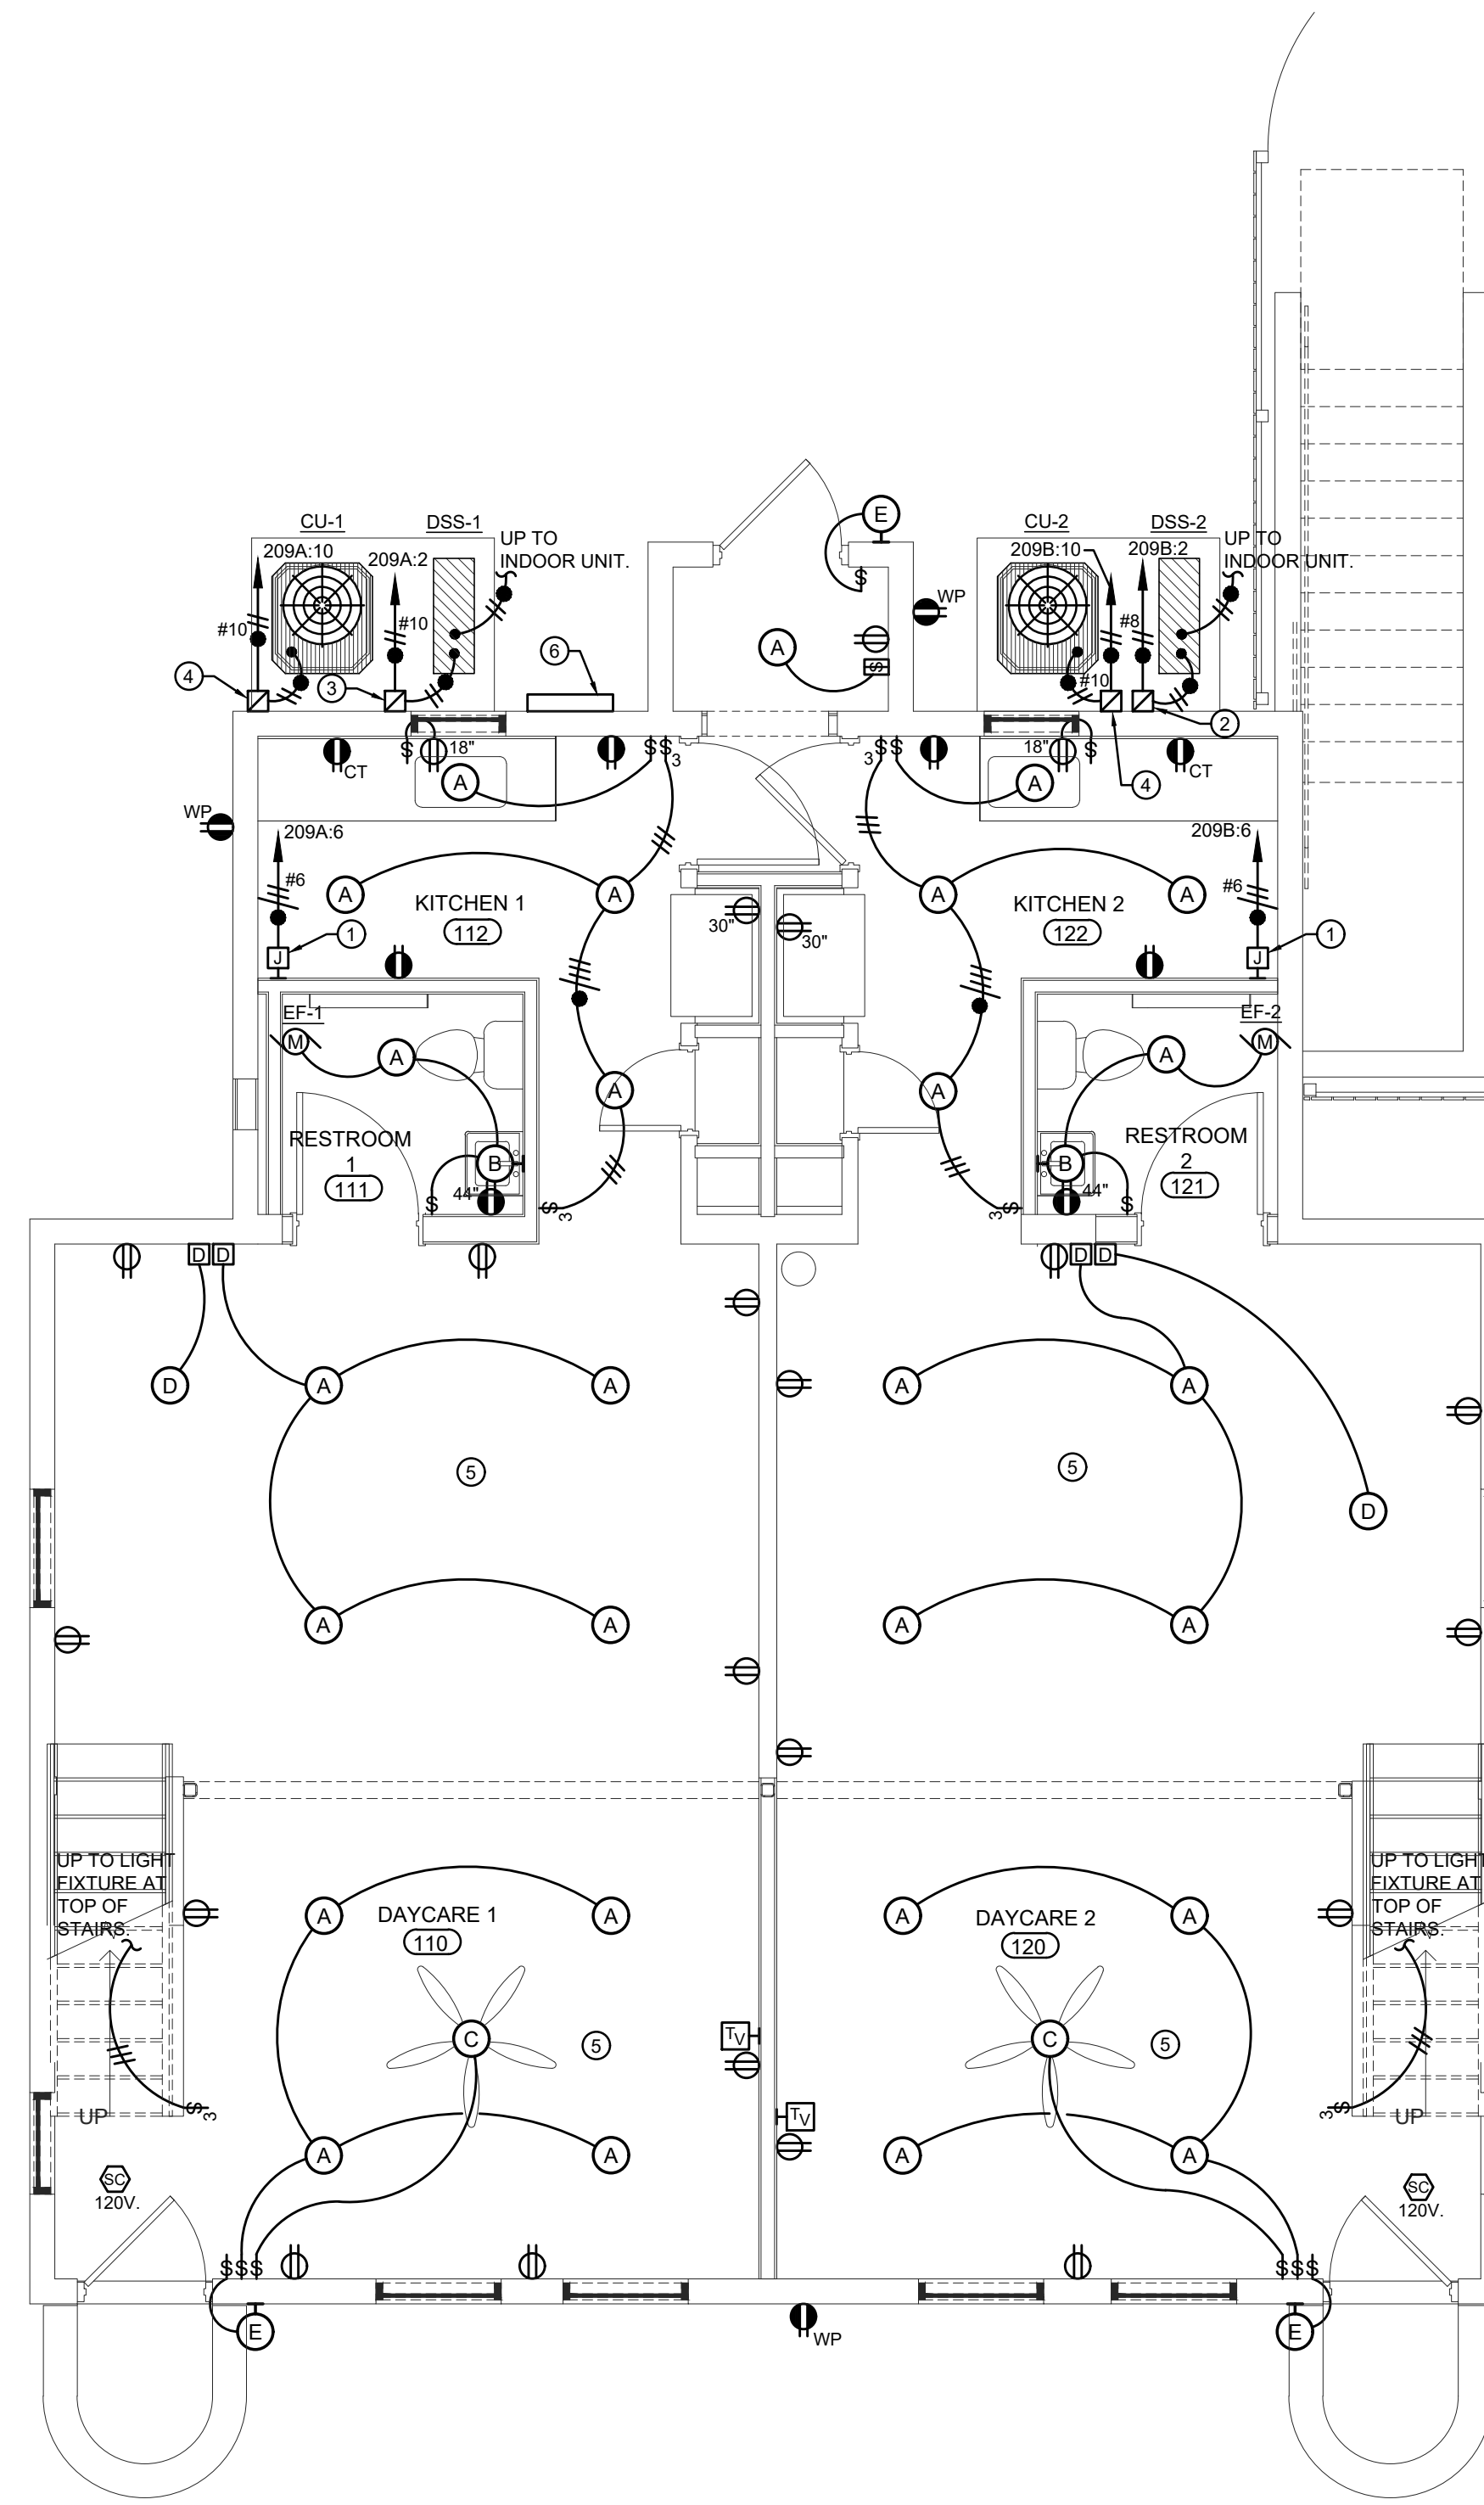 E
CU-1
DSS-1
CU-2
DSS-2
UP TO
INDOOR UNIT.
UP TO
INDOOR UNIT.
209A:10
209A:2
209B:10
209B:2
#10
#10
#8
#10
WP
A
S
S
4
3
6
2
4
S
18"
S S
3
3
S S
18"
S
CT
CT
A
A
WP
209A:6
209B:6
#6
#6
A
A
A
A
KITCHEN 1
112
KITCHEN 2
122
30"
30"
1
1
J
J
EF-1
EF-2
M
A
A
M
A
A
RESTROOM
1
111
RESTROOM
2
121
B
B
44"
44"
S
S
S
3
3
S
D D
D D
D
A
A
A
A
5
5
D
A
A
A
A
UP TO LIGHT
FIXTURE AT
TOP OF
STAIRS.
UP TO LIGHT
FIXTURE AT
TOP OF
STAIRS.
A
A
A
A
DAYCARE 1
110
DAYCARE 2
120
C
C
5
5
TV
TV
UP
S
3
3
S
UP
A
A
A
A
SC
120V.
SC
120V.
S S S
S S S
E
E
WP